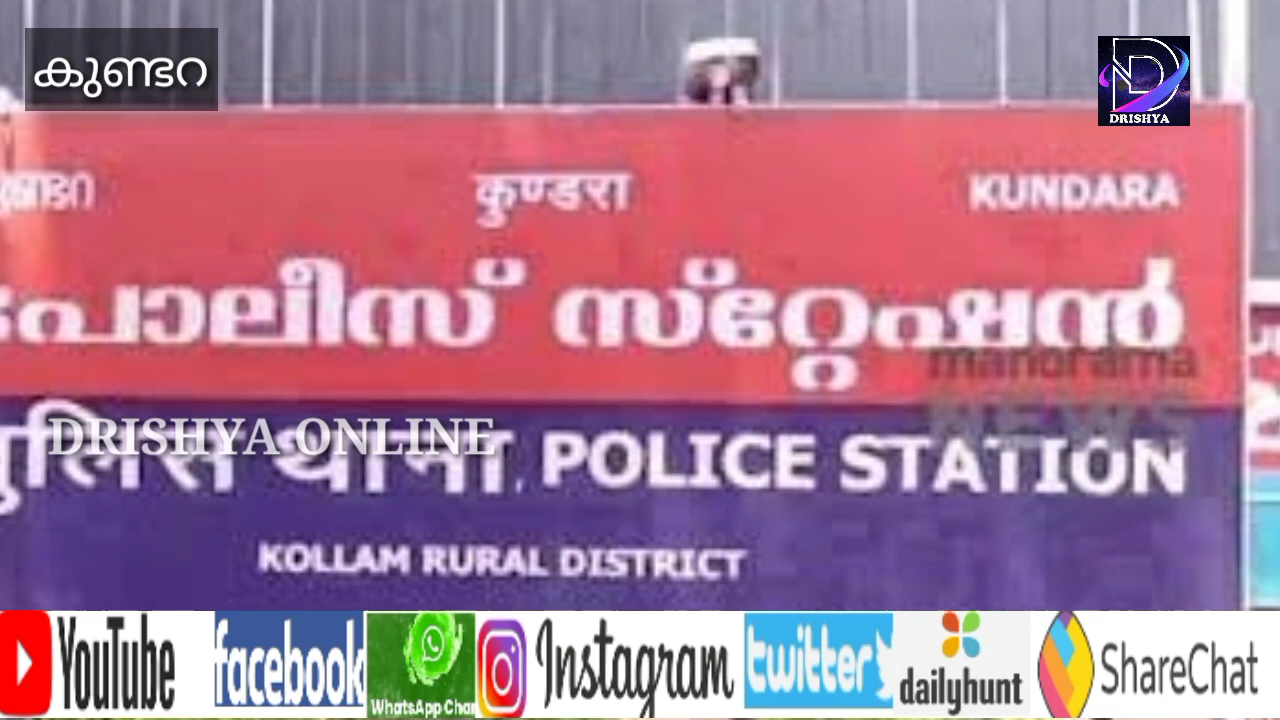 കുണ്ടറ
DRISHYA
कुण्डरा KUNDARA
പോലീസ് സ്റ്റേഷൻ
manorama
NEWS
पुलिस थाना, POLICE STATION
DRISHYA ONLINE
KOLLAM RURAL DISTRICT
YouTube facebook WhatsApp Instagram twitter dailyhunt ShareChat